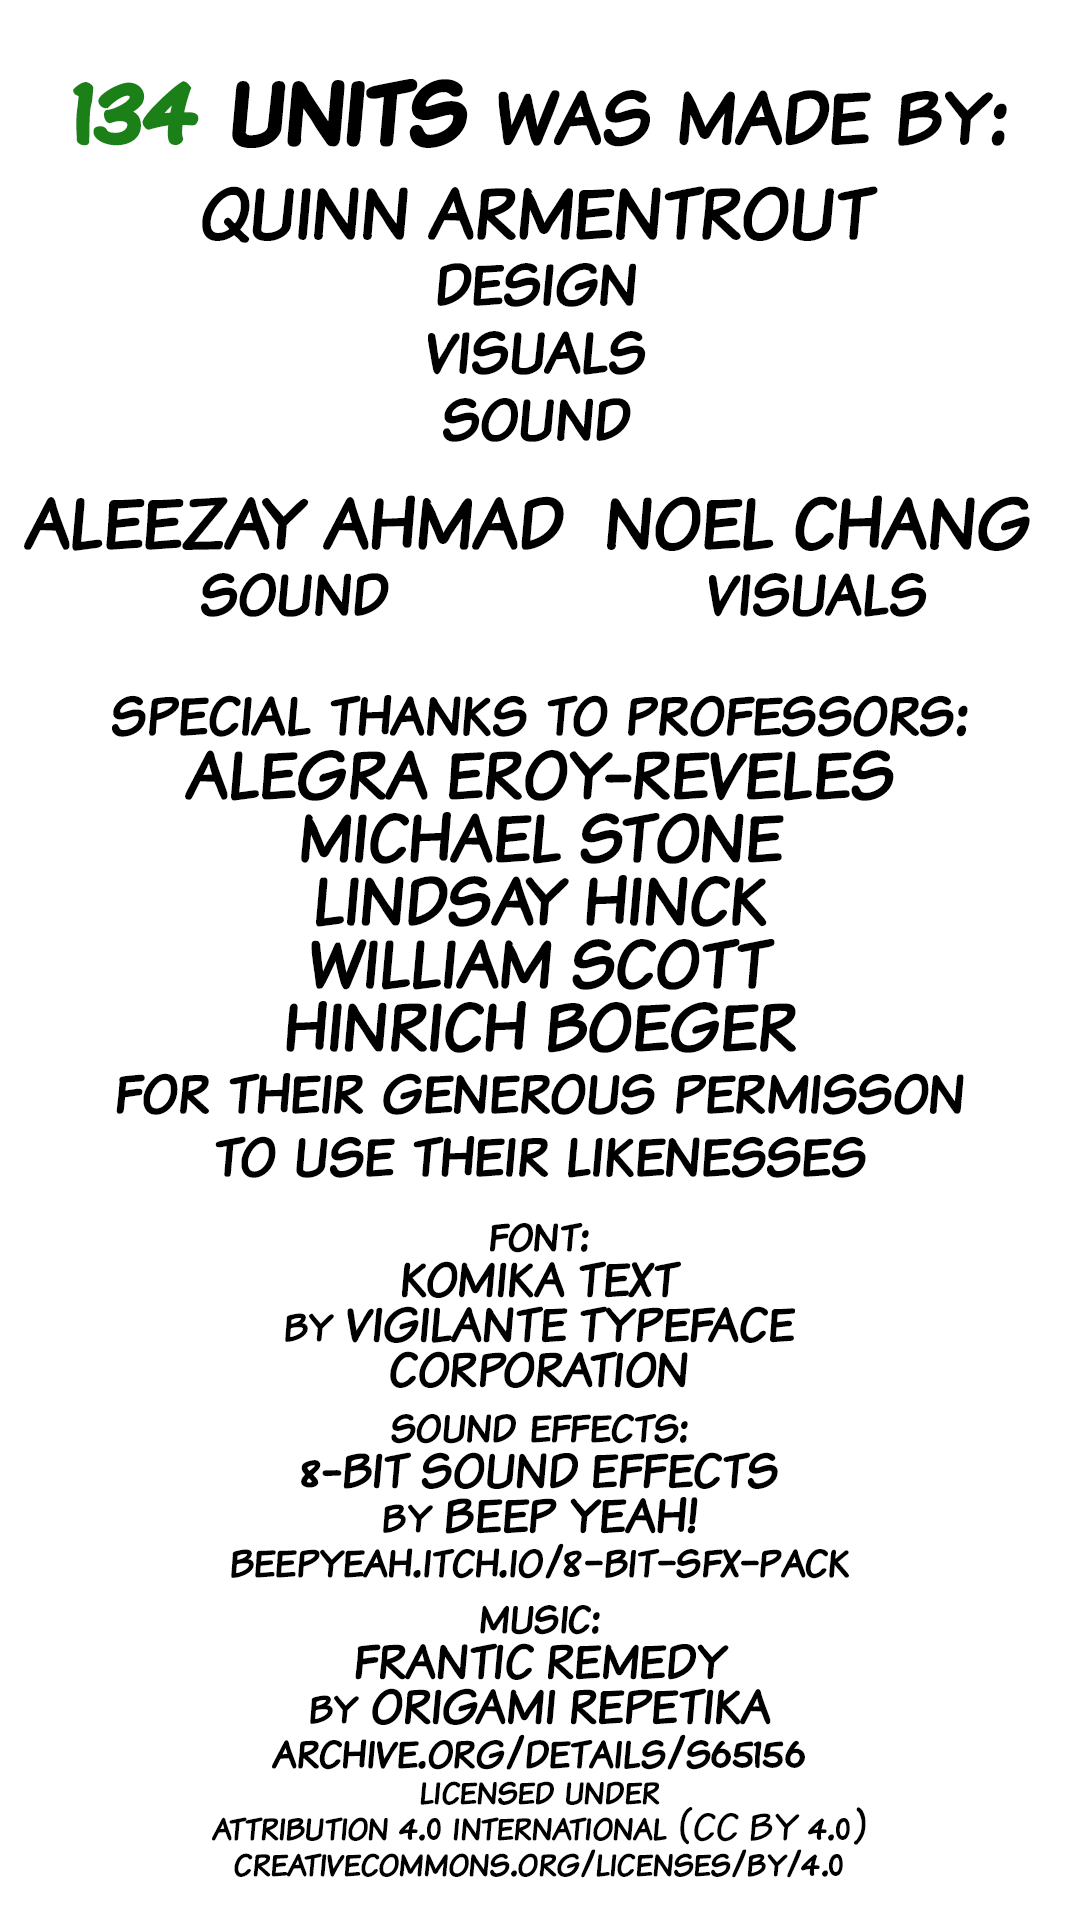 134 UNITS WAS MADE BY:
QUINN ARMENTROUT
DESIGN
VISUALS
SOUND
ALEEZAY AHMAD NOEL CHANG
SOUND VISUALS
SPECIAL THANKS TO PROFESSORS:
ALEGRA EROY-REVELES
MICHAEL STONE
LINDSAY HINCK
WILLIAM SCOTT
HINRICH BOEGER
FOR THEIR GENEROUS PERMISSON
TO USE THEIR LIKENESSES
FONT:
KOMIKA TEXT
BY VIGILANTE TYPEFACE
CORPORATION
SOUND EFFECTS:
8-BIT SOUND EFFECTS
BY BEEP YEAH!
BEEPYEAH.ITCH.IO/8-BIT-SFX-PACK
MUSIC:
FRANTIC REMEDY
BY ORIGAMI REPETIKA
ARCHIVE.ORG/DETAILS/S65156
LICENSED UNDER
ATTRIBUTION 4.0 INTERNATIONAL (CC BY 4.0)
CREATIVECOMMONS.ORG/LICENSES/BY/4.0